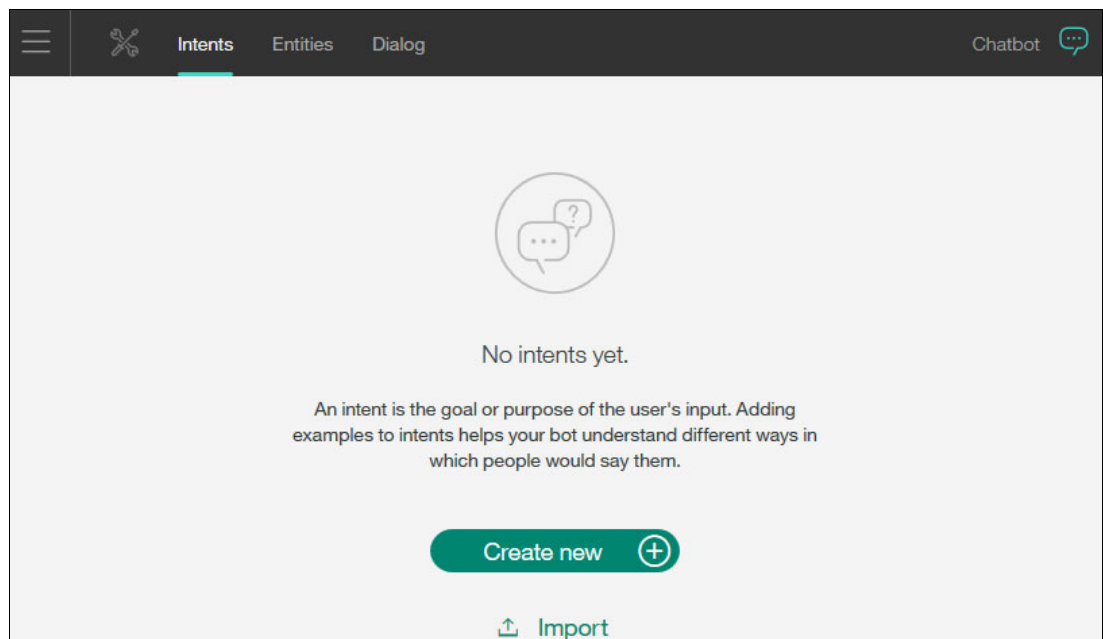 Intents Entities Dialog Chatbot
?
No intents yet.
An intent is the goal or purpose of the user's input. Adding
examples to intents helps your bot understand different ways in
which people would say them.
Create new
Import